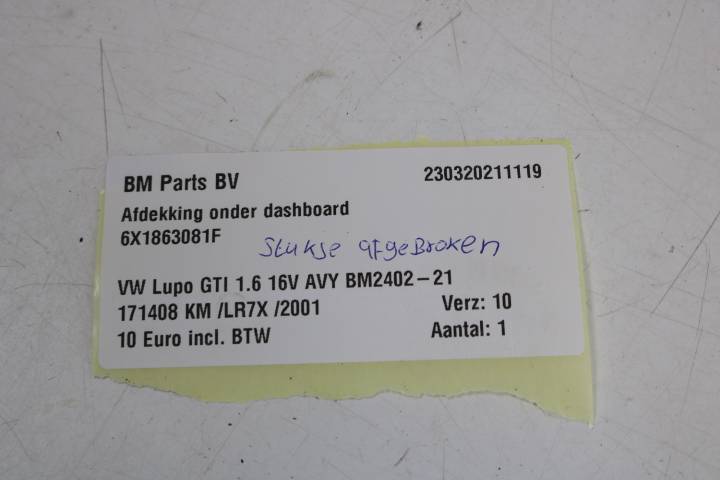 BM Parts BV 230320211119
Afdekking onder dashboard
6X1863081F
Stukje afgeBroken
VW Lupo GTI 1.6 16V AVY BM2402-21
171408 KM /LR7X /2001 Verz: 10
10 Euro incl. BTW Aantal: 1